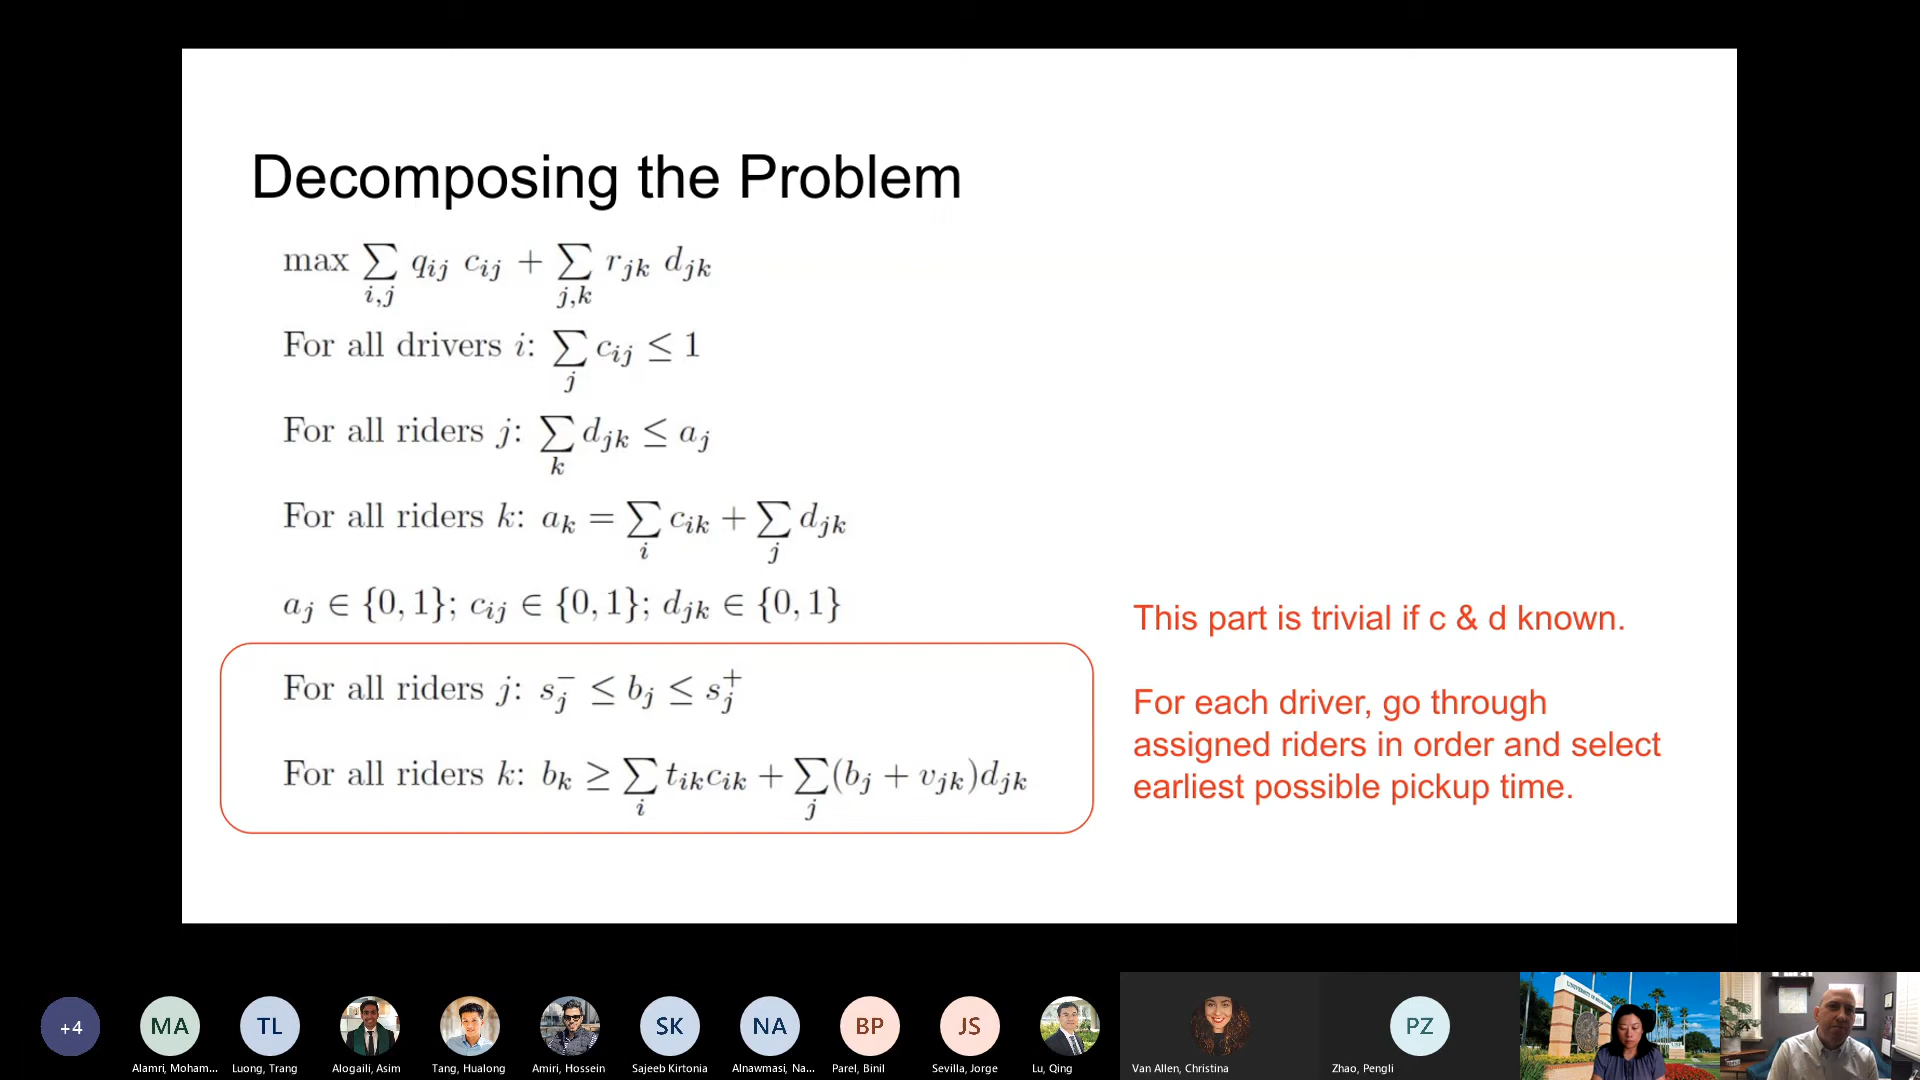 Decomposing the Problem
max ∑_{i,j} q_{ij} c_{ij} + ∑_{j,k} r_{jk} d_{jk}
For all drivers i: ∑_j c_{ij} ≤ 1
For all riders j: ∑_k d_{jk} ≤ a_j
For all riders k: a_k = ∑_i c_{ik} + ∑_j d_{jk}
a_j ∈ {0, 1}; c_{ij} ∈ {0, 1}; d_{jk} ∈ {0, 1}
For all riders j: s_j^- ≤ b_j ≤ s_j^+
For all riders k: b_k ≥ ∑_i t_{ik}c_{ik} + ∑_j(b_j + v_{jk})d_{jk}
This part is trivial if c & d known.
For each driver, go through
assigned riders in order and select
earliest possible pickup time.
+4
MA
TL
SK
NA
BP
JS
PZ
Alamri, Moham...
Luong, Trang
Alogaili, Asim
Tang, Hualong
Amiri, Hossein
Sajeeb Kirtonia
Alnawmasi, Na...
Parel, Binil
Sevilla, Jorge
Lu, Qing
Van Allen, Christina
Zhao, Pengli